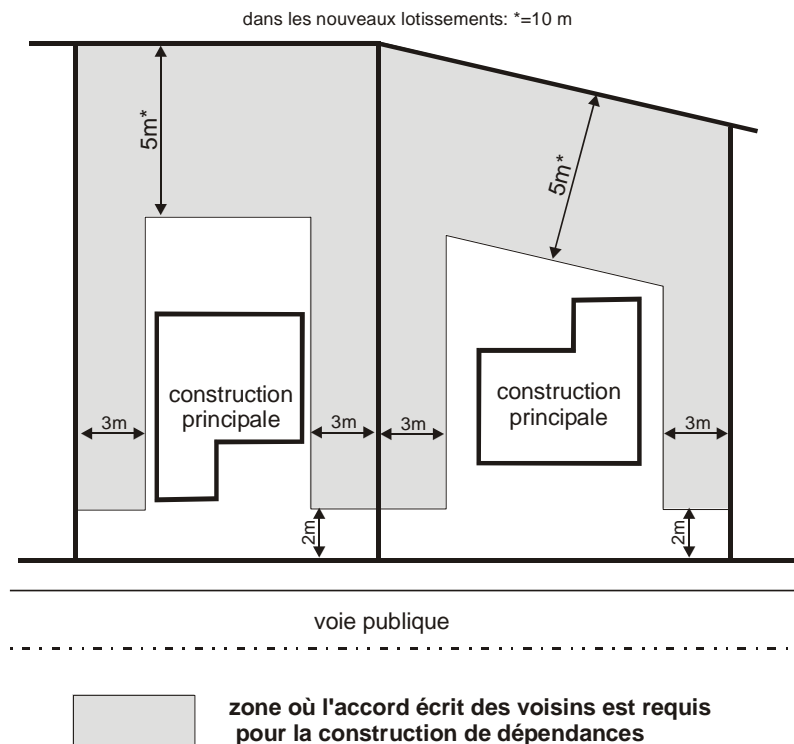 dans les nouveaux lotissements: *=10 m
5m*
5m*
construction
principale
construction
principale
3m
3m
3m
3m
2m
2m
voie publique
zone où l'accord écrit des voisins est requis
pour la construction de dépendances